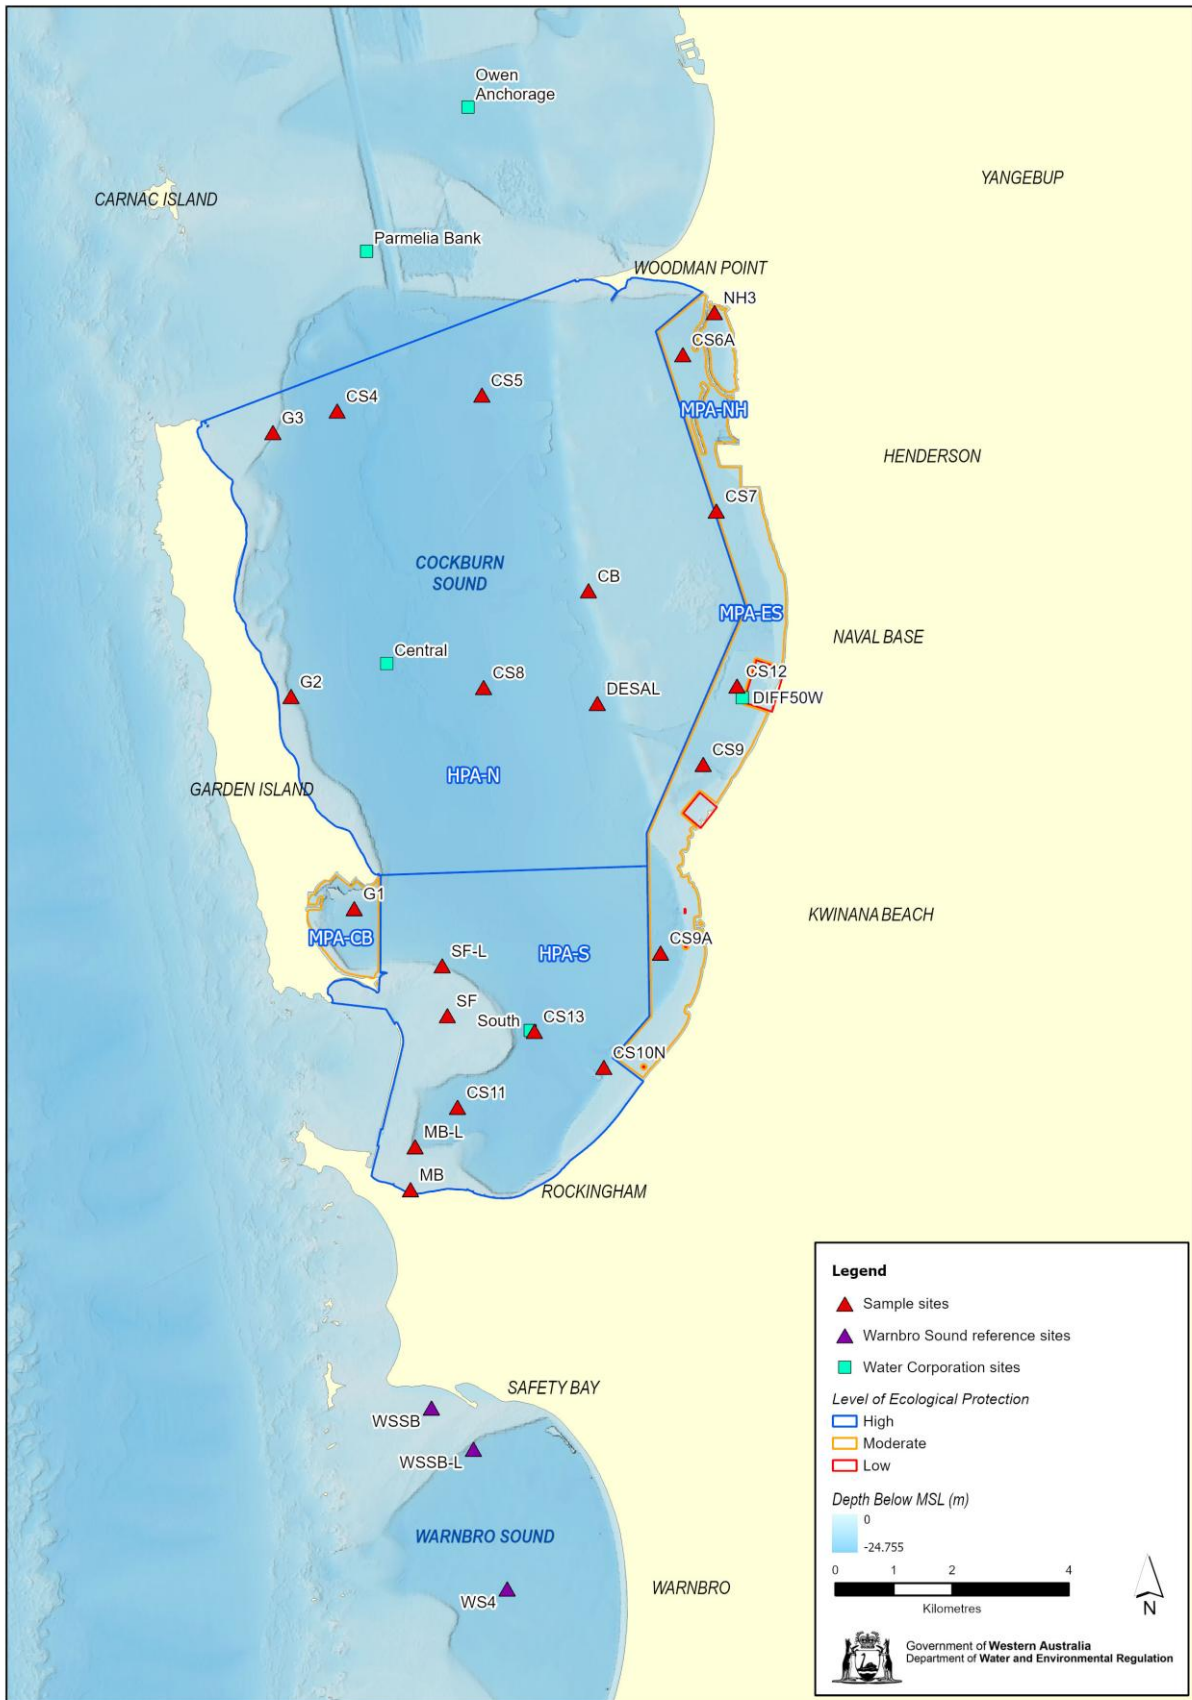 Owen
Anchorage
YANGEBUP
CARNAC ISLAND
Parmelia Bank
WOODMAN POINT
NH3
CS6A
CS5
CS4
MPA-NH
G3
HENDERSON
CS7
COCKBURN
SOUND
CB
MPA-ES
NAVAL BASE
Central
CS8
CS12
G2
DESAL
DIFF50W
CS9
HPA-N
GARDEN ISLAND
G1
KWINANA BEACH
MPA-CB
CS9A
SF-L
HPA-S
SF
South
CS13
CS10N
CS11
MB-L
MB
ROCKINGHAM
SAFETY BAY
WSSB
WSSB-L
WARNBRO SOUND
WARNBRO
WS4
Legend
Sample sites
Warnbro Sound reference sites
Water Corporation sites
Level of Ecological Protection
High
Moderate
Low
Depth Below MSL (m)
0
-24.755
0 1 2 4
Kilometres
N
Government of Western Australia
Department of Water and Environmental Regulation